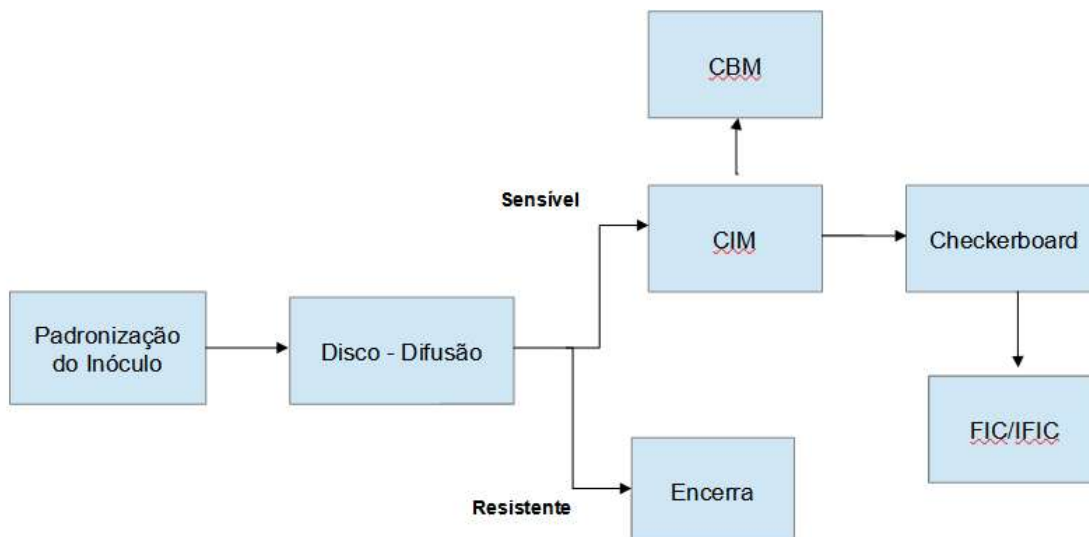 CBM
Sensível
CIM
Checkerboard
Padronização
do Inóculo
Disco - Difusão
FIC/IFIC
Resistente
Encerra